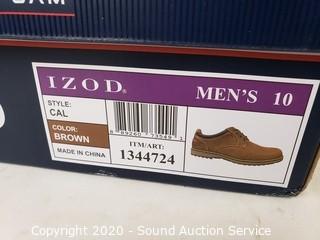 IZOD.
MEN'S 10
STYLE:
CAL
COLOR:
BROWN
MADE IN CHINA
ITM/ART:
1344724
Copyright 2020 - Sound Auction Service